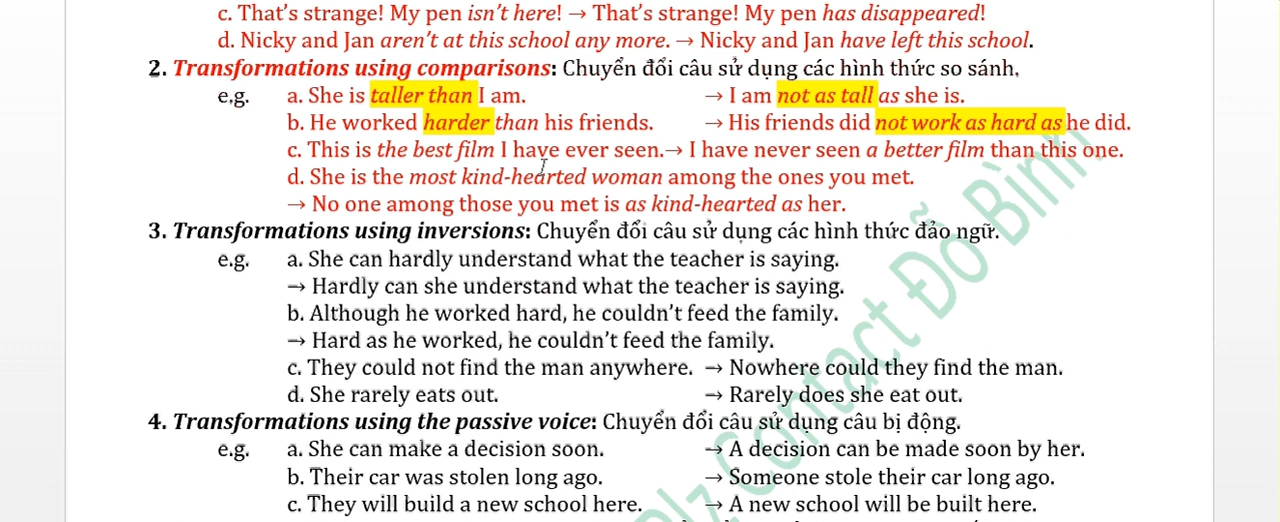 c. That's strange! My pen isn't here! → That's strange! My pen has disappeared!
d. Nicky and Jan aren't at this school any more. → Nicky and Jan have left this school.
2. Transformations using comparisons: Chuyển đổi câu sử dụng các hình thức so sánh.
e.g. a. She is taller than I am. → I am not as tall as she is.
b. He worked harder than his friends. → His friends did not work as hard as he did.
c. This is the best film I have ever seen.→ I have never seen a better film than this one.
d. She is the most kind-hearted woman among the ones you met.
→ No one among those you met is as kind-hearted as her.
3. Transformations using inversions: Chuyển đổi câu sử dụng các hình thức đảo ngữ.
e.g. a. She can hardly understand what the teacher is saying.
→ Hardly can she understand what the teacher is saying.
b. Although he worked hard, he couldn't feed the family.
→ Hard as he worked, he couldn't feed the family.
c. They could not find the man anywhere. → Nowhere could they find the man.
d. She rarely eats out. → Rarely does she eat out.
4. Transformations using the passive voice: Chuyển đổi câu sử dụng câu bị động.
e.g. a. She can make a decision soon. → A decision can be made soon by her.
b. Their car was stolen long ago. → Someone stole their car long ago.
c. They will build a new school here. → A new school will be built here.
Plz Contact Đỗ Bình